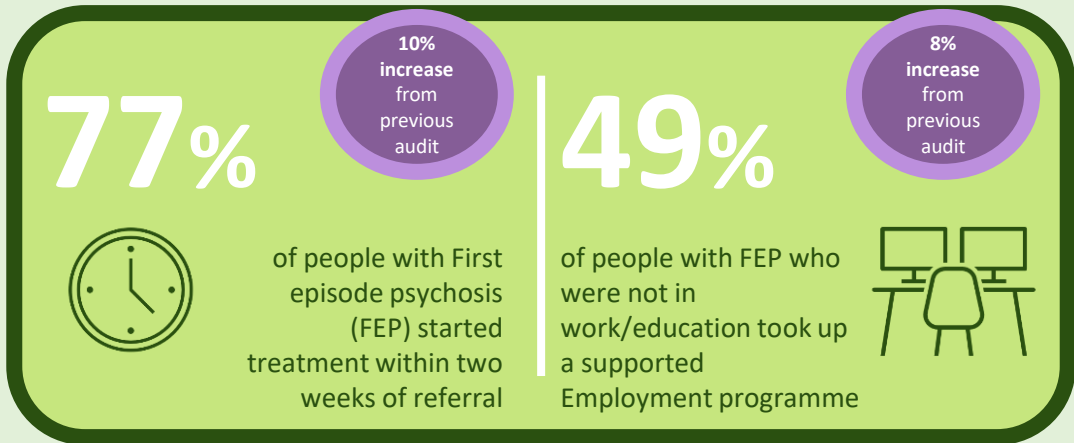 77%
10%
increase
from
previous
audit
of people with First
episode psychosis
(FEP) started
treatment within two
weeks of referral
49%
8%
increase
from
previous
audit
of people with FEP who
were not in
work/education took up
a supported
Employment programme